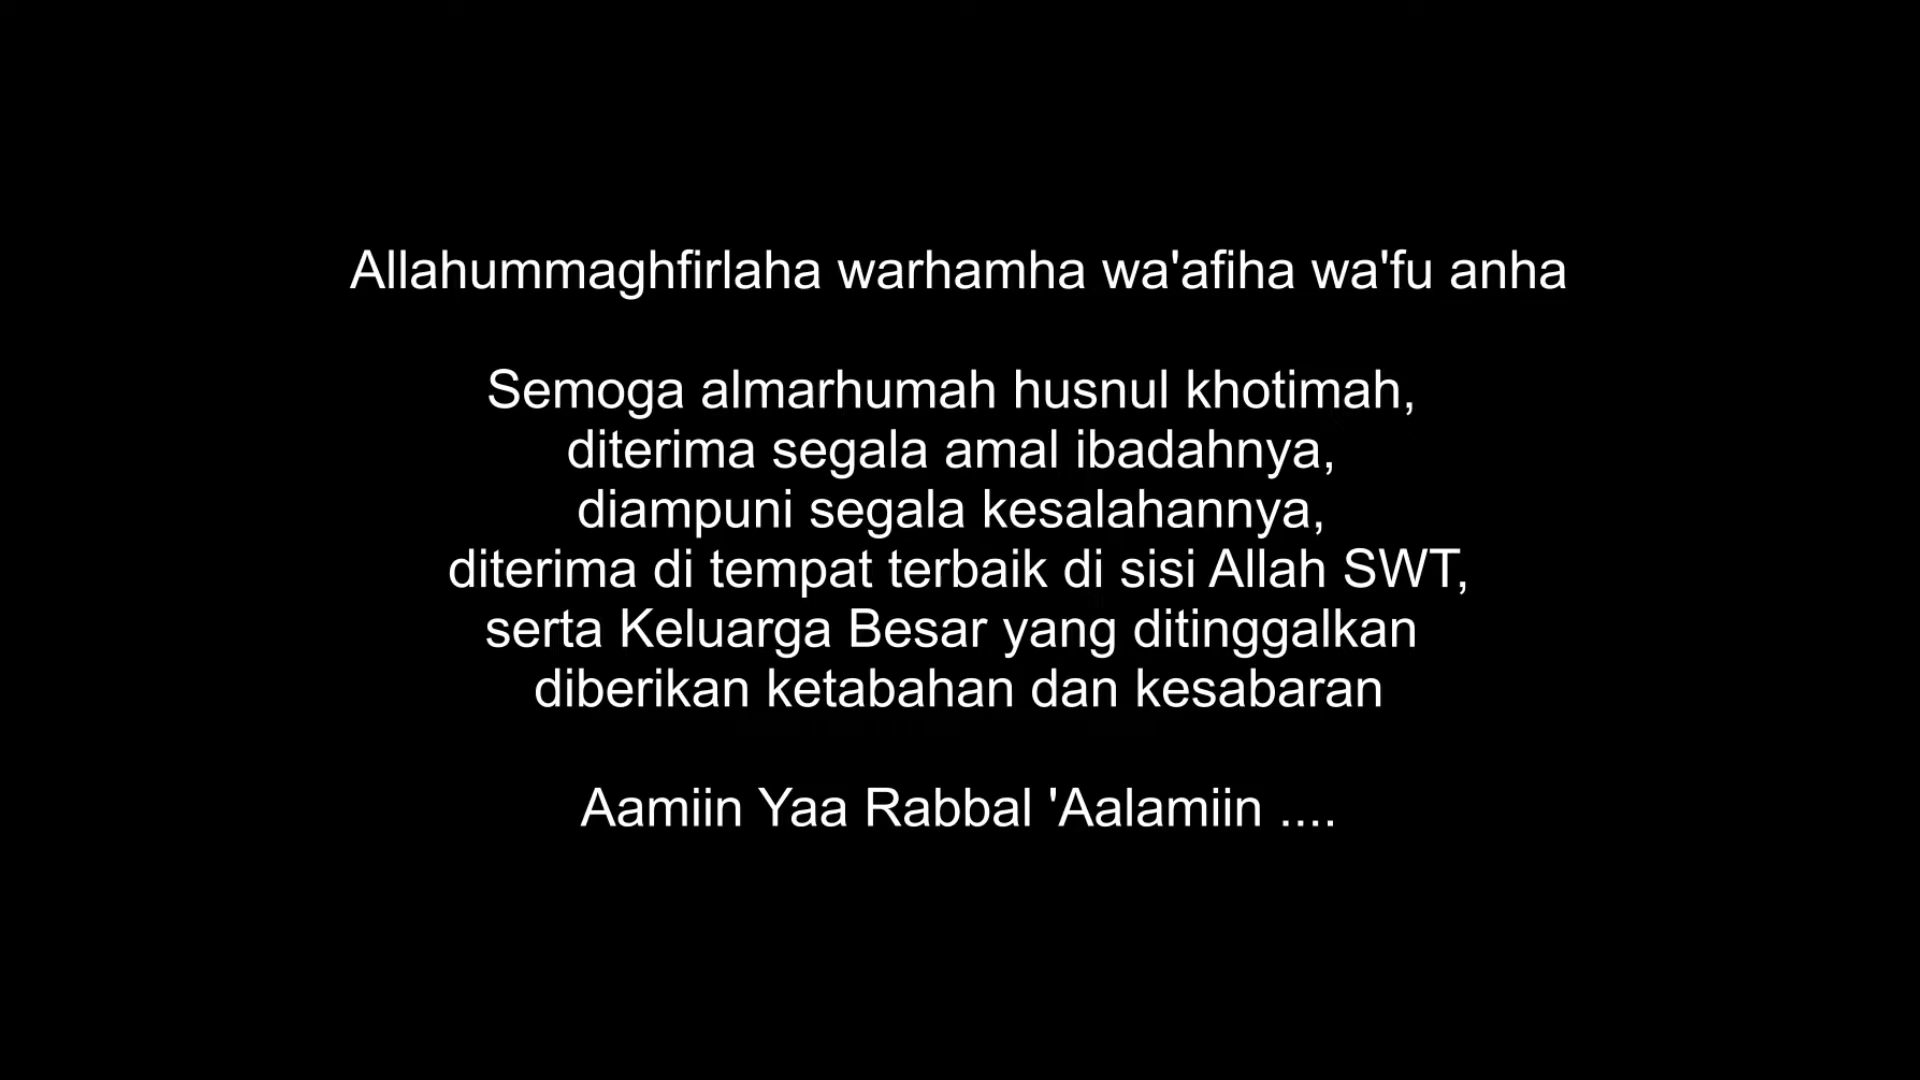 Allahummaghfirlaha warhamha wa'afiha wa'fu anha
Semoga almarhumah husnul khotimah,
diterima segala amal ibadahnya,
diampuni segala kesalahannya,
diterima di tempat terbaik di sisi Allah SWT,
serta Keluarga Besar yang ditinggalkan
diberikan ketabahan dan kesabaran
Aamiin Yaa Rabbal 'Aalamiin ....